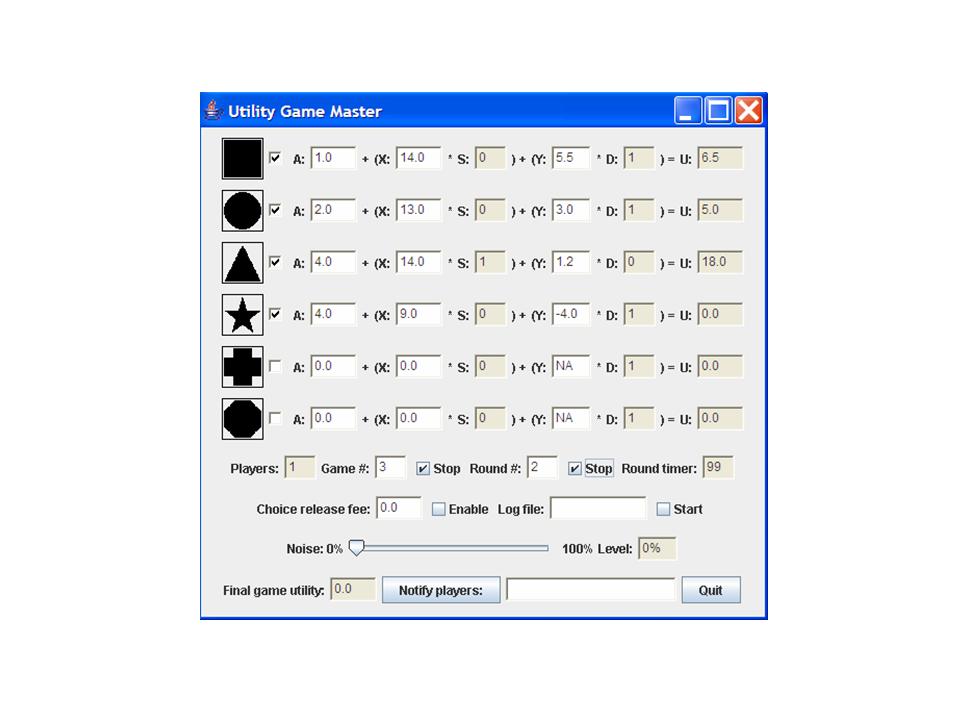 Utility Game Master
A: 1.0 + (X: 14.0 * S: 0 ) + (Y: 5.5 * D: 1 ) = U: 6.5
A: 2.0 + (X: 13.0 * S: 0 ) + (Y: 3.0 * D: 1 ) = U: 5.0
A: 4.0 + (X: 14.0 * S: 1 ) + (Y: 1.2 * D: 0 ) = U: 18.0
A: 4.0 + (X: 9.0 * S: 0 ) + (Y: -4.0 * D: 1 ) = U: 0.0
A: 0.0 + (X: 0.0 * S: 0 ) + (Y: NA * D: 1 ) = U: 0.0
A: 0.0 + (X: 0.0 * S: 0 ) + (Y: NA * D: 1 ) = U: 0.0
Players: 1 Game #: 3 Stop Round #: 2 Stop Round timer: 99
Choice release fee: 0.0 Enable Log file: Start
Noise: 0% 100% Level: 0%
Final game utility: 0.0 Notify players: Quit